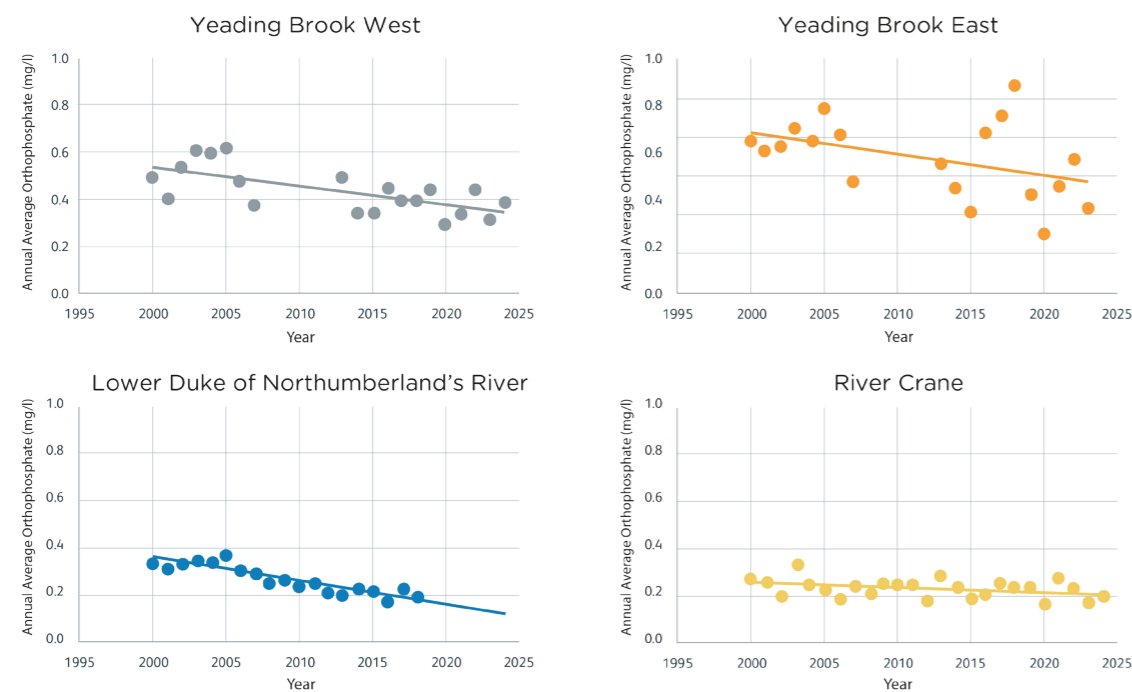 Yeading Brook West
Annual Average Orthophosphate (mg/l)
1.0
0.8
0.6
0.4
0.2
0.0
1995 2000 2005 2010 2015 2020 2025
Year
Yeading Brook East
Annual Average Orthophosphate (mg/l)
1.0
0.8
0.6
0.4
0.2
0.0
1995 2000 2005 2010 2015 2020 2025
Year
Lower Duke of Northumberland’s River
Annual Average Orthophosphate (mg/l)
1.0
0.8
0.6
0.4
0.2
0.0
1995 2000 2005 2010 2015 2020 2025
Year
River Crane
Annual Average Orthophosphate (mg/l)
1.0
0.8
0.6
0.4
0.2
0.0
1995 2000 2005 2010 2015 2020 2025
Year